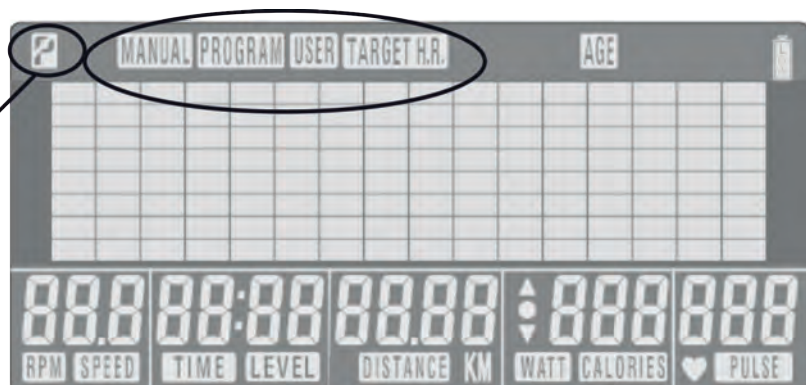 P MANUAL PROGRAM USER TARGET H.R. AGE
88.8 88:88 88.88 888 888
RPM SPEED TIME LEVEL DISTANCE KM WATT CALORIES PULSE